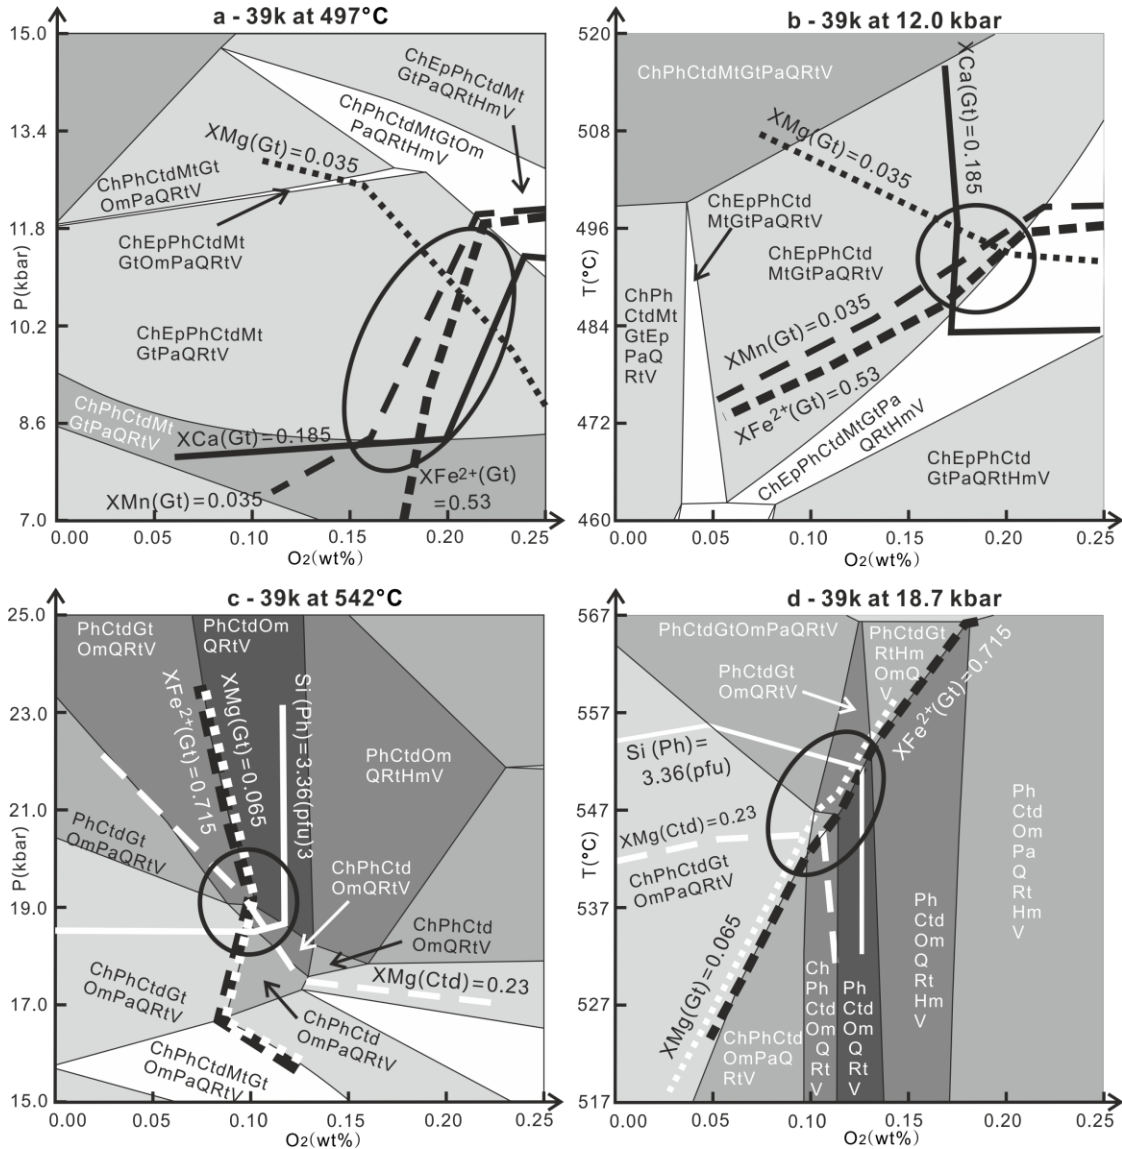 a - 39k at 497°C
15.0
13.4
11.8
10.2
8.6
7.0
P(kbar)
0.00
0.05
0.10
0.15
0.20
0.25
O2(wt%)
ChEpPhCtdMt
GtPaQRtHmV
ChPhCtdMtGtOm
PaQRtHmV
XMg(Gt)=0.035
ChPhCtdMtGt
OmPaQRtV
ChEpPhCtdMt
GtOmPaQRtV
ChEpPhCtdMt
GtPaQRtV
ChPhCtdMt
GtPaQRtV
XCa(Gt)=0.185
XMn(Gt)=0.035
XFe2+(Gt)
=0.53
b - 39k at 12.0 kbar
520
508
496
484
472
460
T(°C)
0.00
0.05
0.10
0.15
0.20
0.25
O2(wt%)
ChPhCtdMtGtPaQRtV
XCa(Gt)=0.185
XMg(Gt)=0.035
ChEpPhCtd
MtGtPaQRtV
ChEpPhCtd
MtGtPaQRtV
ChPh
CtdMt
GtEp
PaQ
RtV
XMn(Gt)=0.035
XFe2+(Gt)=0.53
ChEpPhCtdMtGtPa
QRtHmV
ChEpPhCtd
GtPaQRtHmV
c - 39k at 542°C
25.0
23.0
21.0
19.0
17.0
15.0
P(kbar)
0.00
0.05
0.10
0.15
0.20
0.25
O2(wt%)
PhCtdGt
OmQRtV
PhCtdOm
QRtV
XFe2+(Gt)=0.715
XMg(Gt)=0.065
Si(Ph)=3.36(pfu)3
PhCtdOm
QRtHmV
PhCtdGt
OmPaQRtV
ChPhCtd
OmQRtV
ChPhCtd
OmQRtV
XMg(Ctd)=0.23
ChPhCtdGt
OmPaQRtV
ChPhCtd
OmPaQRtV
ChPhCtdMtGt
OmPaQRtV
d - 39k at 18.7 kbar
567
557
547
537
527
517
T(°C)
0.00
0.05
0.10
0.15
0.20
0.25
O2(wt%)
PhCtdGtOmPaQRtV
PhCtdGt
RtHm
OmQ
V
PhCtdGt
OmQRtV
XFe2+(Gt)=0.715
Si (Ph)=
3.36(pfu)
XMg(Ctd)=0.23
ChPhCtdGt
OmPaQRtV
XMg(Gt)=0.065
ChPhCtd
OmPaQ
RtV
Ch
Ph
Ctd
Om
Q
Rt
V
Ph
Ctd
Om
Q
Rt
V
Ph
Ctd
Om
Q
Rt
Hm
V
Ph
Ctd
Om
Pa
Q
Rt
Hm
V